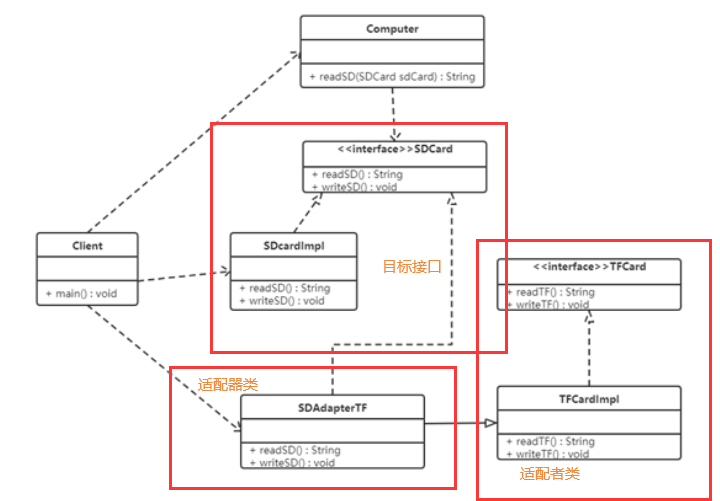 Computer
+ readSD(SDCard sdCard) : String
<<interface>>SDCard
+ readSD() : String
+ writeSD() : void
Client
+ main() : void
SDcardImpl
+ readSD() : String
+ writeSD() : void
目标接口
<<interface>>TFCard
+ readTF() : String
+ writeTF() : void
适配器类
SDAdapterTF
+ readSD() : String
+ writeSD() : void
TFCardImpl
+ readTF() : String
+ writeTF() : void
适配者类